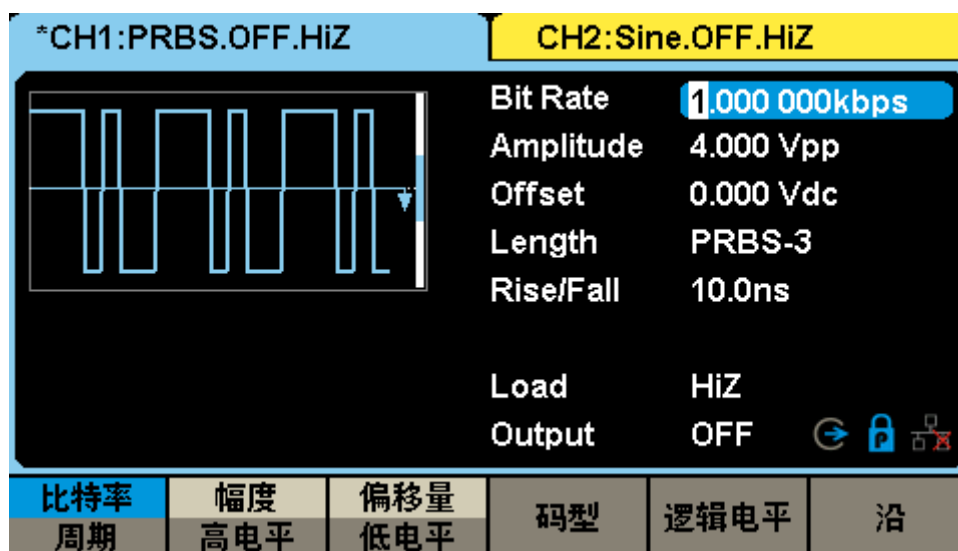 *CH1:PRBS.OFF.HiZ CH2:Sine.OFF.HiZ
Bit Rate 1.000 000kbps
Amplitude 4.000 Vpp
Offset 0.000 Vdc
Length PRBS-3
Rise/Fall 10.0ns
Load HiZ
Output OFF
比特率 幅度 偏移量 码型 逻辑电平 沿
周期 高电平 低电平